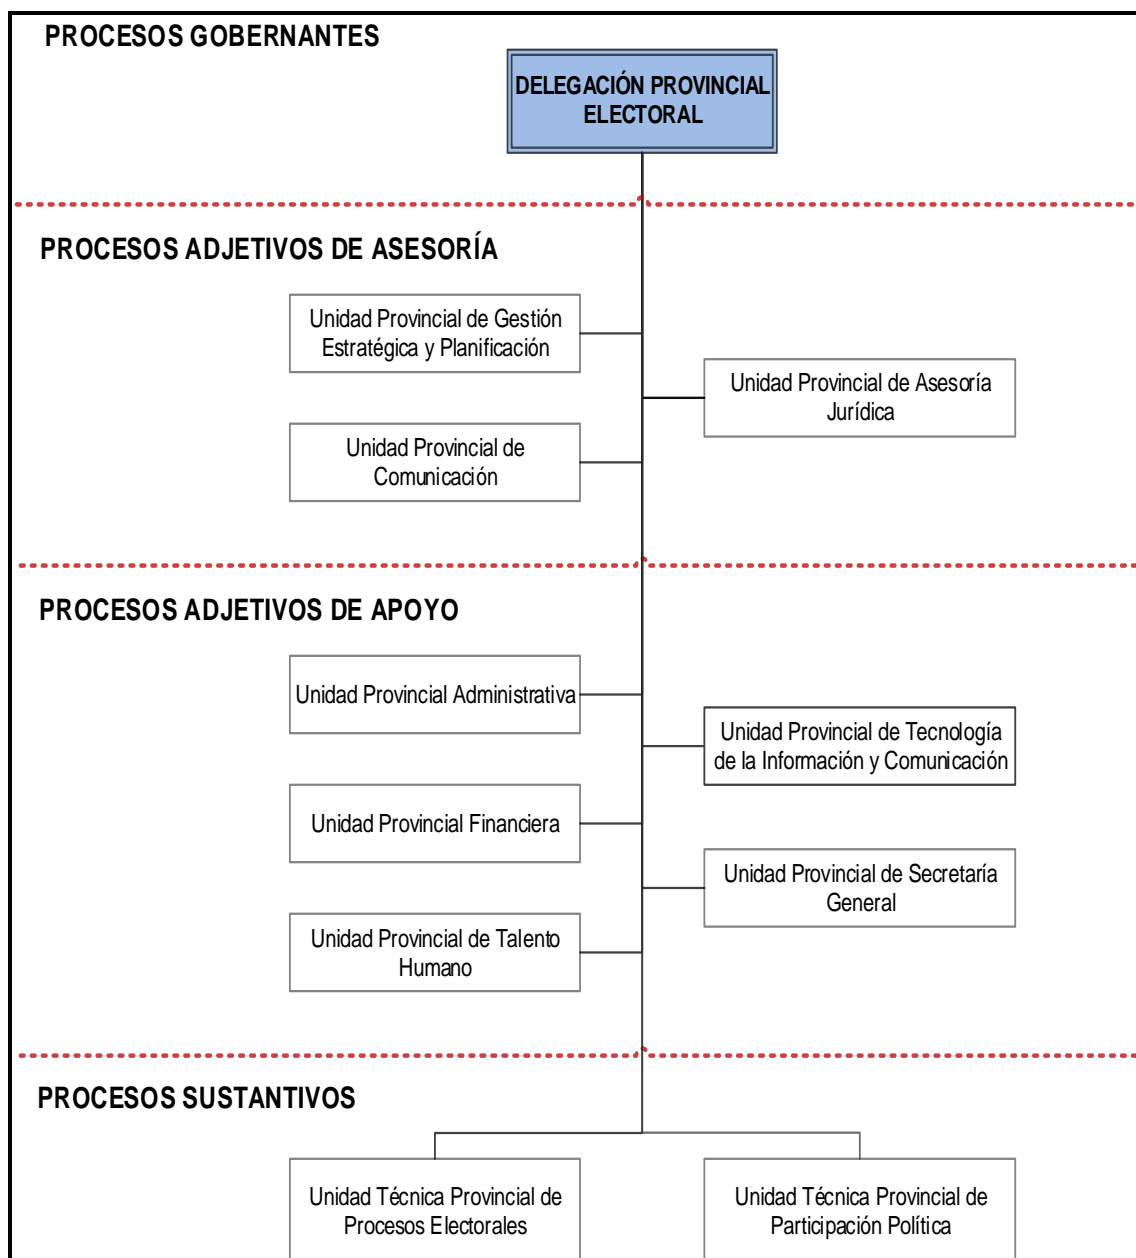 PROCESOS GOBERNANTES
DELEGACIÓN PROVINCIAL
ELECTORAL
PROCESOS ADJETIVOS DE ASESORÍA
Unidad Provincial de Gestión
Estratégica y Planificación
Unidad Provincial de Asesoría
Jurídica
Unidad Provincial de
Comunicación
PROCESOS ADJETIVOS DE APOYO
Unidad Provincial Administrativa
Unidad Provincial de Tecnología
de la Información y Comunicación
Unidad Provincial Financiera
Unidad Provincial de Secretaría
General
Unidad Provincial de Talento
Humano
PROCESOS SUSTANTIVOS
Unidad Técnica Provincial de
Procesos Electorales
Unidad Técnica Provincial de
Participación Política